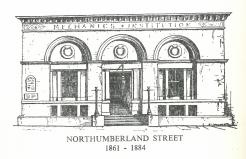 MECHANICS INSTITUTION
NORTHUMBERLAND STREET
1861 - 1884